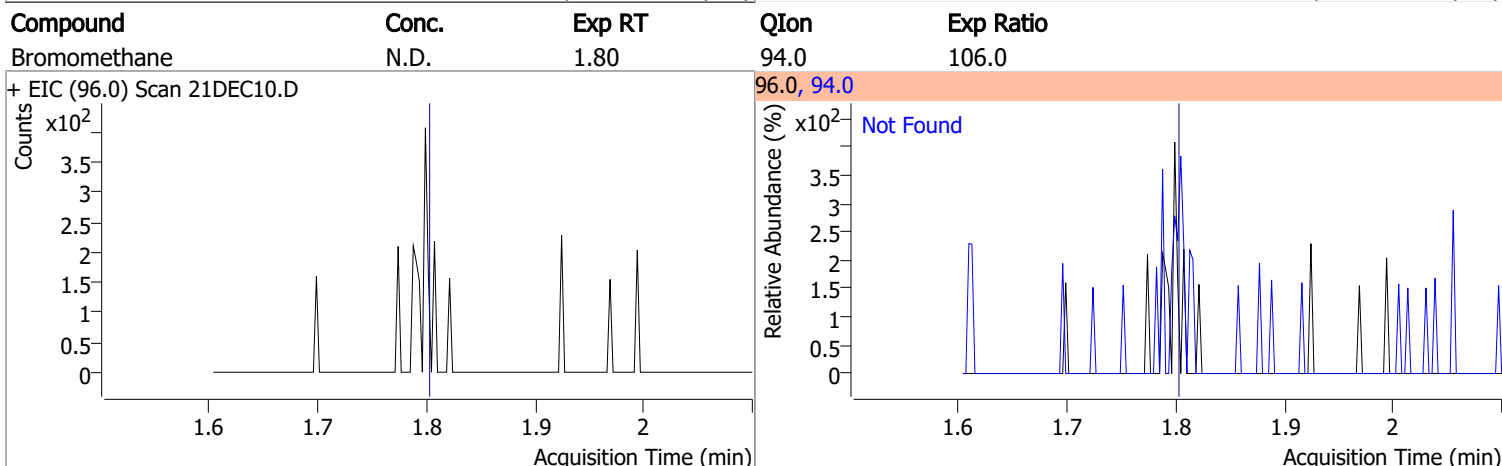 Compound Conc. Exp RT QIon Exp Ratio
Bromomethane N.D. 1.80 94.0 106.0
+ EIC (96.0) Scan 21DEC10.D
96.0, 94.0
Counts
x10²
3.5
3
2.5
2
1.5
1
0.5
0
1.6 1.7 1.8 1.9 2
Acquisition Time (min)
Relative Abundance (%)
x10²
Not Found
3.5
3
2.5
2
1.5
1
0.5
0
1.6 1.7 1.8 1.9 2
Acquisition Time (min)